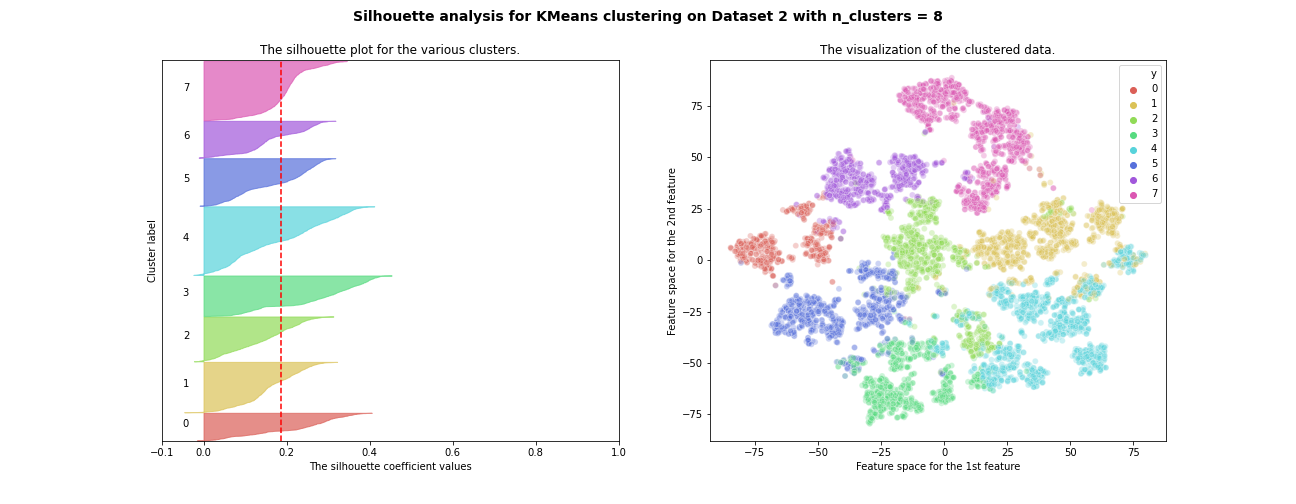 Silhouette analysis for KMeans clustering on Dataset 2 with n_clusters = 8
The silhouette plot for the various clusters.
Cluster label
7
6
5
4
3
2
1
0
−0.1 0.0 0.2 0.4 0.6 0.8 1.0
The silhouette coefficient values
The visualization of the clustered data.
Feature space for the 2nd feature
75
50
25
0
−25
−50
−75
−75 −50 −25 0 25 50 75
Feature space for the 1st feature
y
0
1
2
3
4
5
6
7